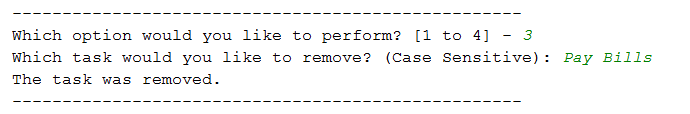 ---------------------------------------------------
Which option would you like to perform? [1 to 4] - 3
Which task would you like to remove? (Case Sensitive): Pay Bills
The task was removed.
---------------------------------------------------